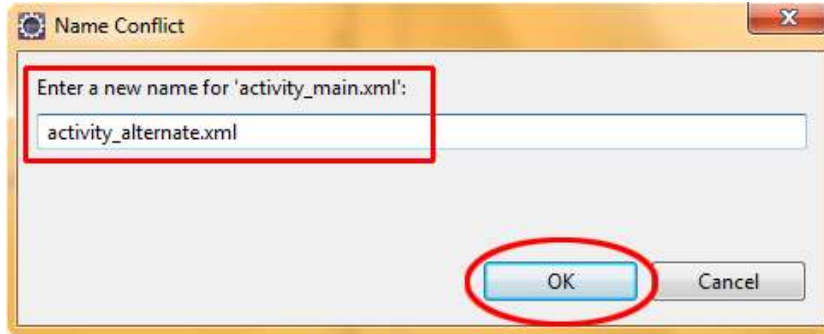 Name Conflict
Enter a new name for 'activity_main.xml':
activity_alternate.xml
OK
Cancel